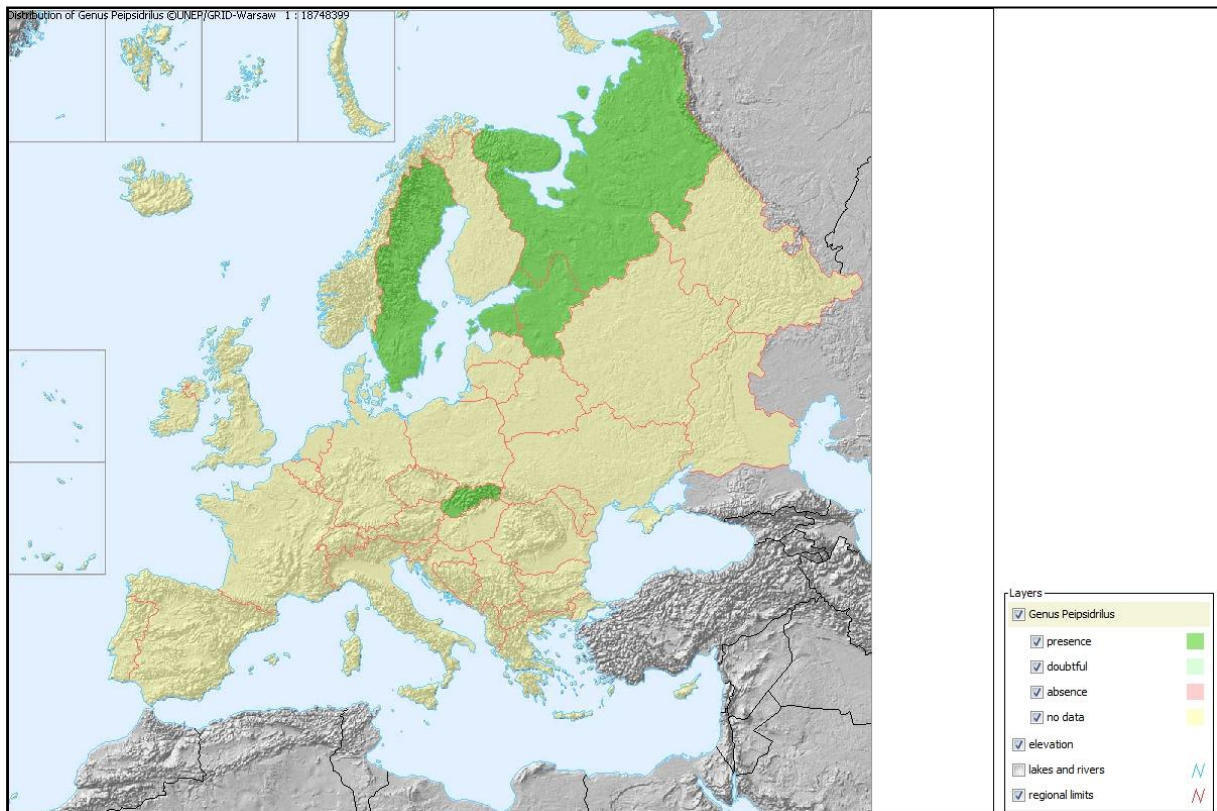 Distribution of Genus Peipsidrilus ©UNEP/GRID-Warsaw 1 : 18748399
Layers
Genus Peipsidrilus
presence
doubtful
absence
no data
elevation
lakes and rivers
regional limits